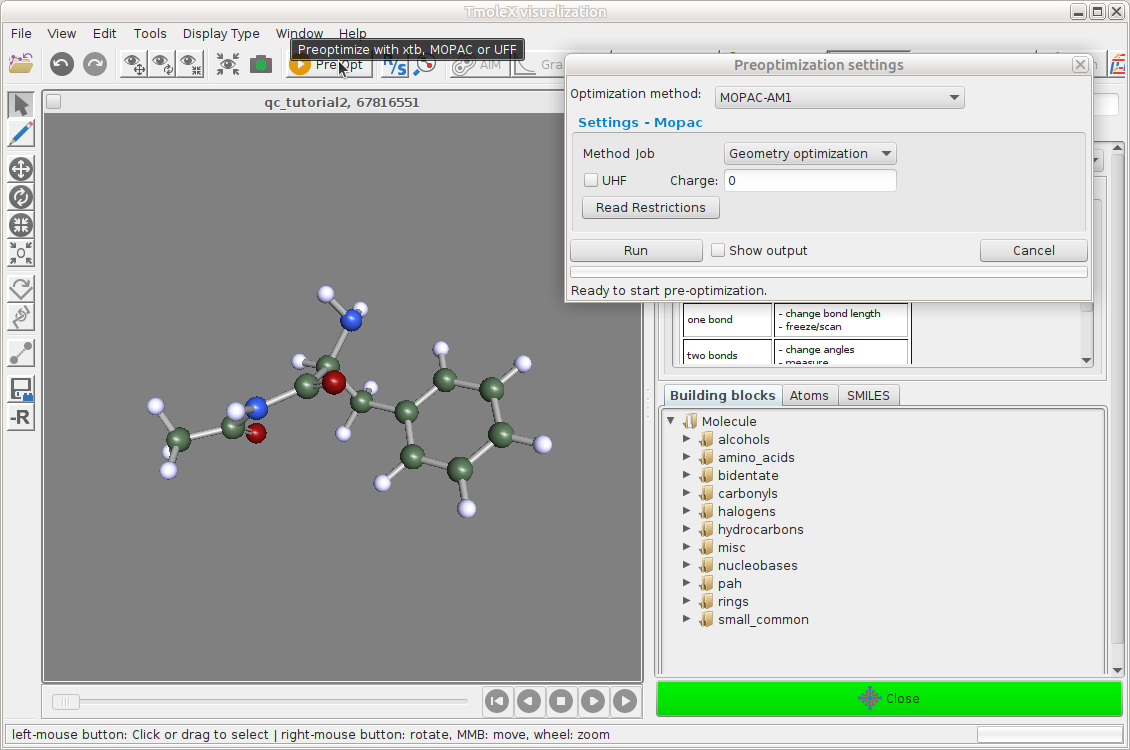 TmoleX visualization
File View Edit Tools Display Type Window Help
Preoptimize with xtb, MOPAC or UFF
R/S AIM Gra
qc_tutorial2, 67816551
Preoptimization settings
Optimization method: MOPAC-AM1
Settings - Mopac
Method Job Geometry optimization
UHF Charge: 0
Read Restrictions
Run Show output Cancel
Ready to start pre-optimization.
one bond - change bond length
- freeze/scan
two bonds - change angles
- measure
Building blocks Atoms SMILES
Molecule
alcohols
amino_acids
bidentate
carbonyls
halogens
hydrocarbons
misc
nucleobases
pah
rings
small_common
-R
Close
left-mouse button: Click or drag to select | right-mouse button: rotate, MMB: move, wheel: zoom